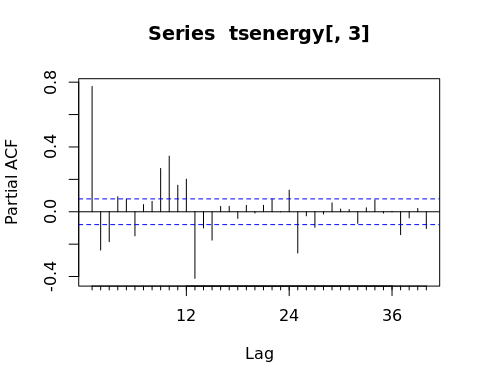 Series  tsenergy[, 3]
Partial ACF
0.8
0.4
0.0
-0.4
12 24 36
Lag